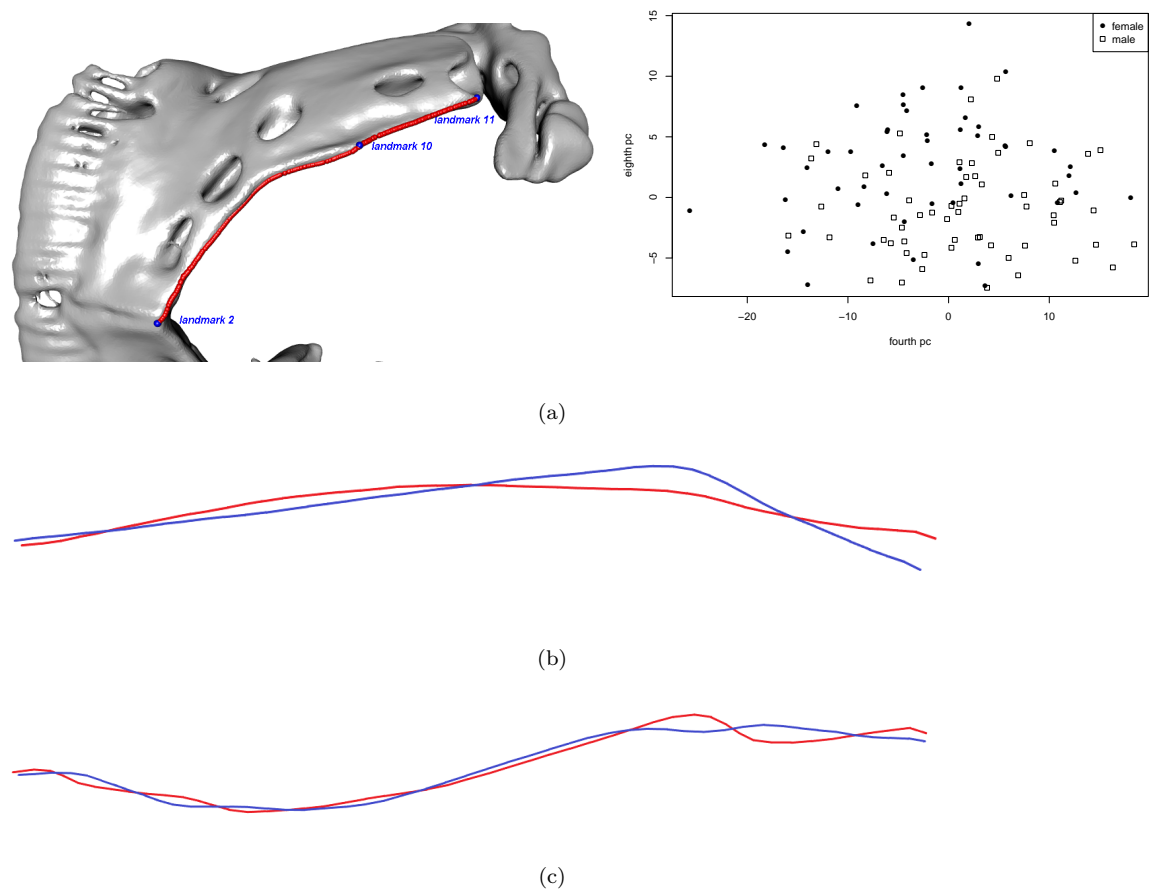 landmark 11
landmark 10
landmark 2
15
10
5
0
−5
eighth pc
−20
−10
0
10
fourth pc
female
male
(a)
(b)
(c)